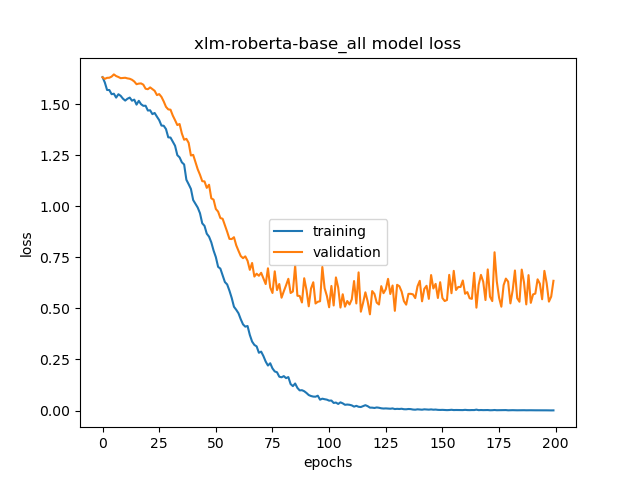 xlm-roberta-base_all model loss
1.50
1.25
1.00
0.75
0.50
0.25
0.00
loss
training
validation
0 25 50 75 100 125 150 175 200
epochs